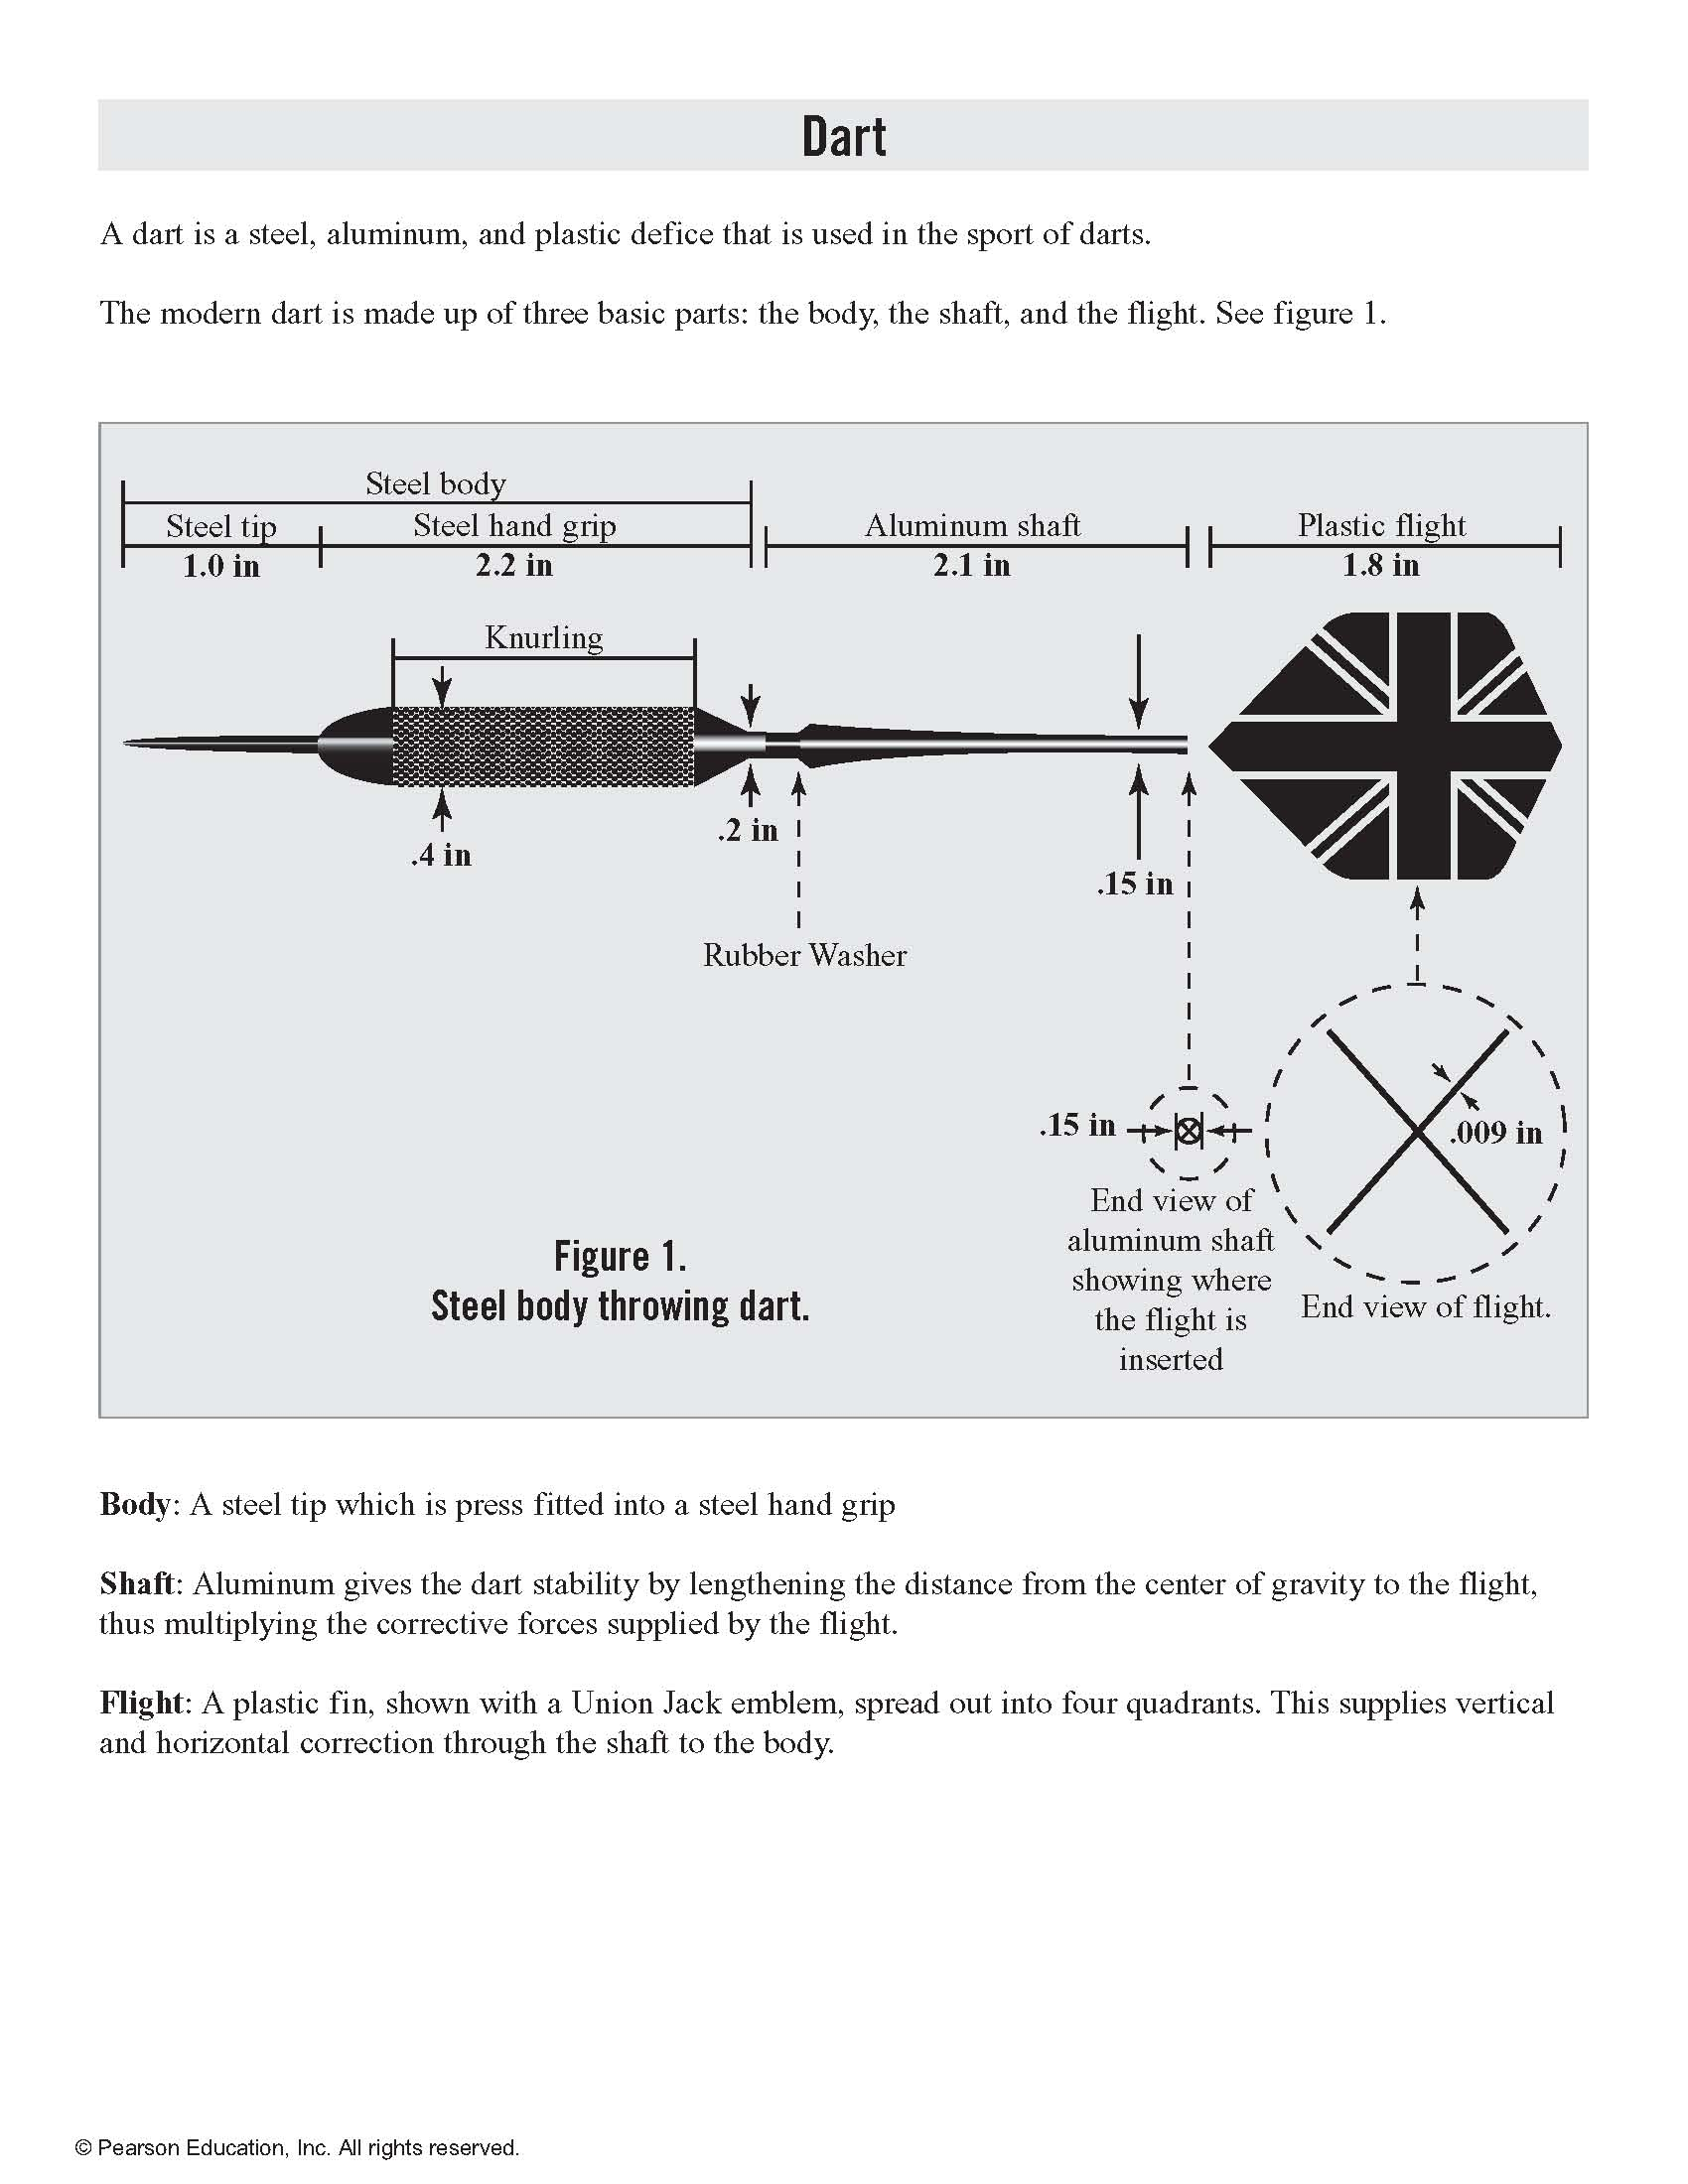 Dart
A dart is a steel, aluminum, and plastic defice that is used in the sport of darts.
The modern dart is made up of three basic parts: the body, the shaft, and the flight. See figure 1.
Steel body
Steel tip
Steel hand grip
Aluminum shaft
Plastic flight
1.0 in
2.2 in
2.1 in
1.8 in
Knurling
.2 in
.4 in
.15 in
Rubber Washer
.15 in
.009 in
End view of
aluminum shaft
showing where
the flight is
inserted
End view of flight.
Figure 1.
Steel body throwing dart.
Body: A steel tip which is press fitted into a steel hand grip
Shaft: Aluminum gives the dart stability by lengthening the distance from the center of gravity to the flight,
thus multiplying the corrective forces supplied by the flight.
Flight: A plastic fin, shown with a Union Jack emblem, spread out into four quadrants. This supplies vertical
and horizontal correction through the shaft to the body.
© Pearson Education, Inc. All rights reserved.